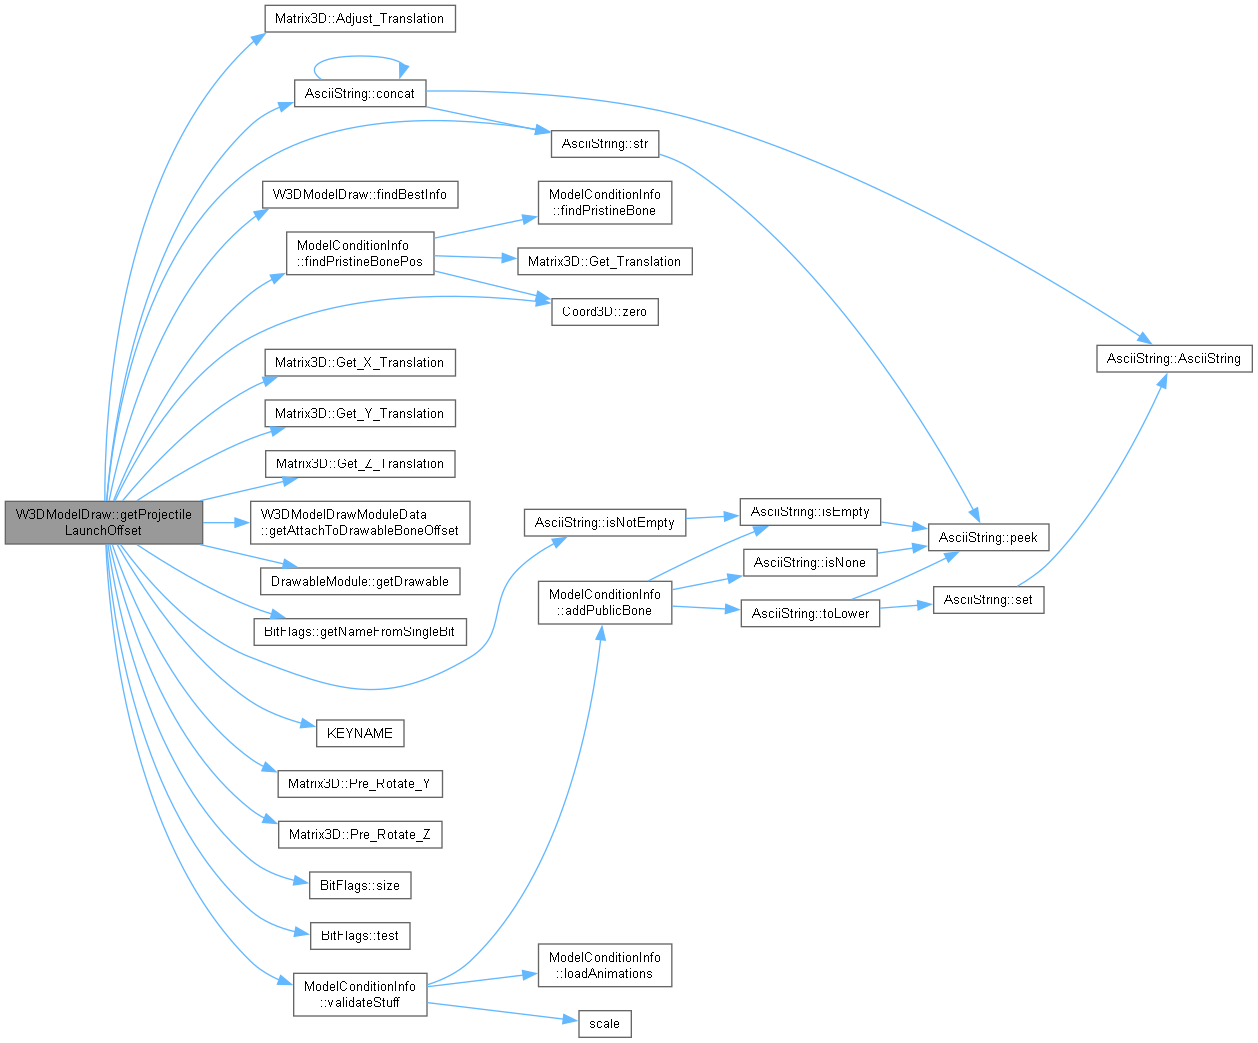 Matrix3D::Adjust_Translation
AsciiString::concat
AsciiString::str
W3DModelDraw::findBestInfo
ModelConditionInfo
::findPristineBone
ModelConditionInfo
::findPristineBonePos
Matrix3D::Get_Translation
Coord3D::zero
Matrix3D::Get_X_Translation
AsciiString::AsciiString
Matrix3D::Get_Y_Translation
Matrix3D::Get_Z_Translation
W3DModelDraw::getProjectile
LaunchOffset
W3DModelDrawModuleData
::getAttachToDrawableBoneOffset
AsciiString::isNotEmpty
AsciiString::isEmpty
AsciiString::peek
DrawableModule::getDrawable
AsciiString::isNone
ModelConditionInfo
::addPublicBone
AsciiString::toLower
AsciiString::set
BitFlags::getNameFromSingleBit
KEYNAME
Matrix3D::Pre_Rotate_Y
Matrix3D::Pre_Rotate_Z
BitFlags::size
BitFlags::test
ModelConditionInfo
::validateStuff
ModelConditionInfo
::loadAnimations
scale